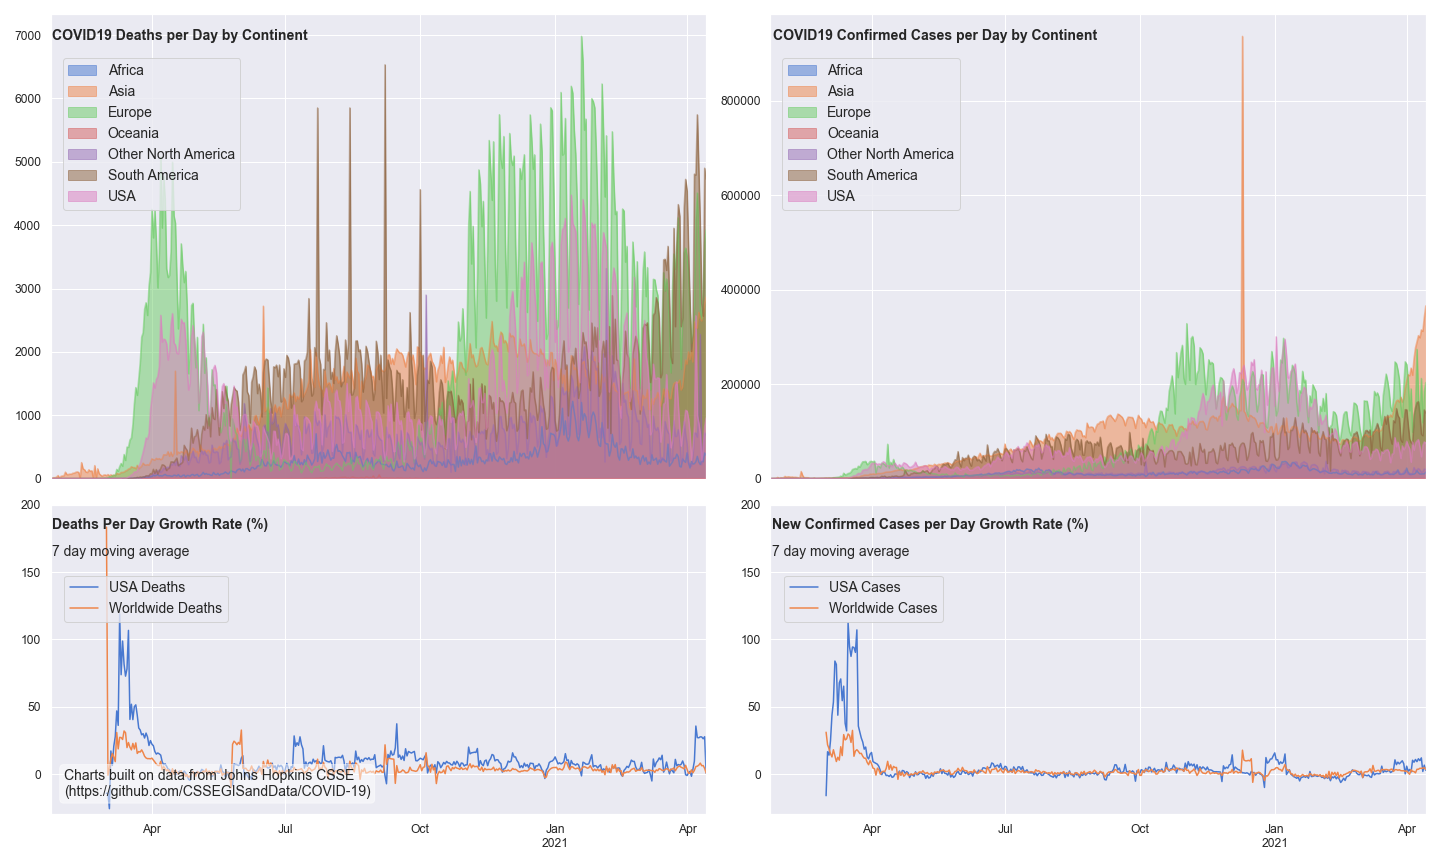 COVID19 Deaths per Day by Continent
7000
6000
5000
4000
3000
2000
1000
0
Africa
Asia
Europe
Oceania
Other North America
South America
USA
COVID19 Confirmed Cases per Day by Continent
800000
600000
400000
200000
0
Africa
Asia
Europe
Oceania
Other North America
South America
USA
Deaths Per Day Growth Rate (%)
7 day moving average
200
150
100
50
0
USA Deaths
Worldwide Deaths
Charts built on data from Johns Hopkins CSSE
(https://github.com/CSSEGISandData/COVID-19)
Apr
Jul
Oct
Jan
2021
Apr
New Confirmed Cases per Day Growth Rate (%)
7 day moving average
200
150
100
50
0
USA Cases
Worldwide Cases
Apr
Jul
Oct
Jan
2021
Apr